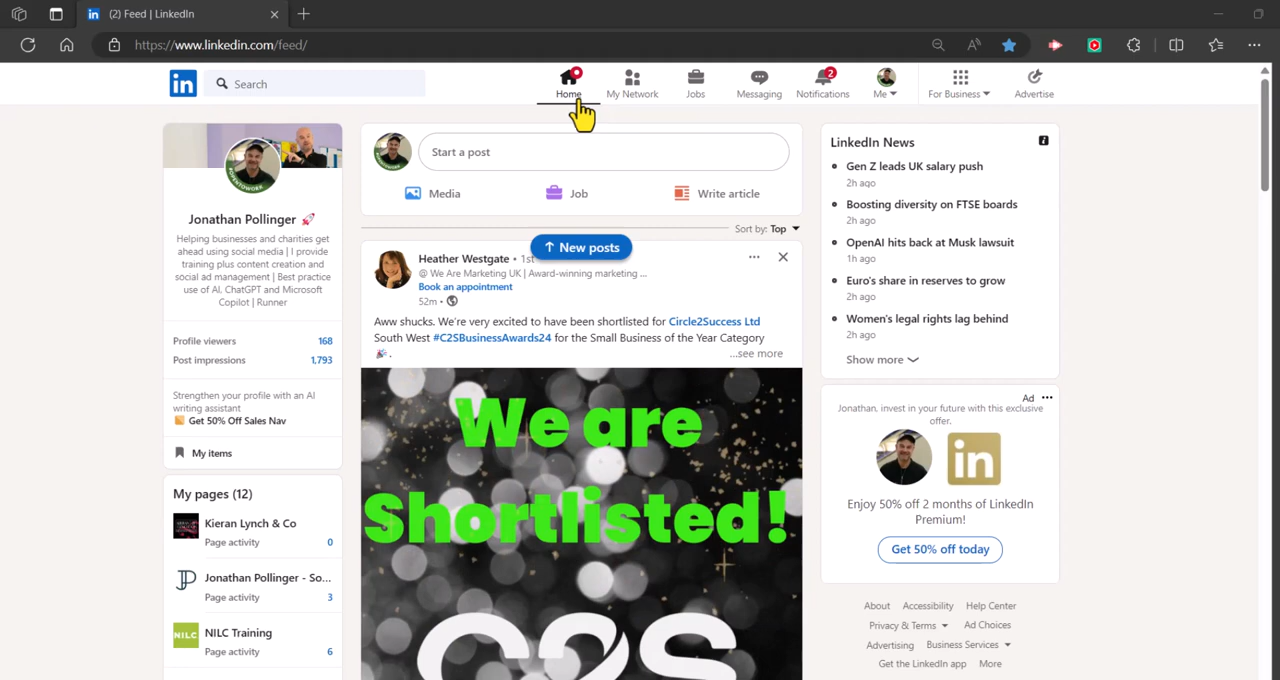 (2) Feed | LinkedIn
https://www.linkedin.com/feed/
in
Search
Home
My Network
Jobs
Messaging
2
Notifications
Me
For Business
Advertise
#OPENTOWORK
Jonathan Pollinger 🚀
Helping businesses and charities get
ahead using social media | I provide
training plus content creation and
social ad management | Best practice
use of AI, ChatGPT and Microsoft
Copilot | Runner
Profile viewers 168
Post impressions 1,793
Strengthen your profile with an AI
writing assistant
Get 50% Off Sales Nav
My items
My pages (12)
Kieran Lynch & Co
Page activity 0
Jonathan Pollinger - So...
Page activity 3
NILC
NILC Training
Page activity 6
Start a post
Media
Job
Write article
Sort by: Top
↑ New posts
Heather Westgate • 1st
@ We Are Marketing UK | Award-winning marketing ...
Book an appointment
52m •
Aww shucks. We're very excited to have been shortlisted for Circle2Success Ltd
South West #C2SBusinessAwards24 for the Small Business of the Year Category
🎉.
...see more
We are
Shortlisted!
C2S
LinkedIn News
Gen Z leads UK salary push
2h ago
Boosting diversity on FTSE boards
2h ago
OpenAI hits back at Musk lawsuit
1h ago
Euro's share in reserves to grow
2h ago
Women's legal rights lag behind
2h ago
Show more
Ad
Jonathan, invest in your future with this exclusive
offer.
in
Enjoy 50% off 2 months of LinkedIn
Premium!
Get 50% off today
About Accessibility Help Center
Privacy & Terms Ad Choices
Advertising Business Services
Get the LinkedIn app More